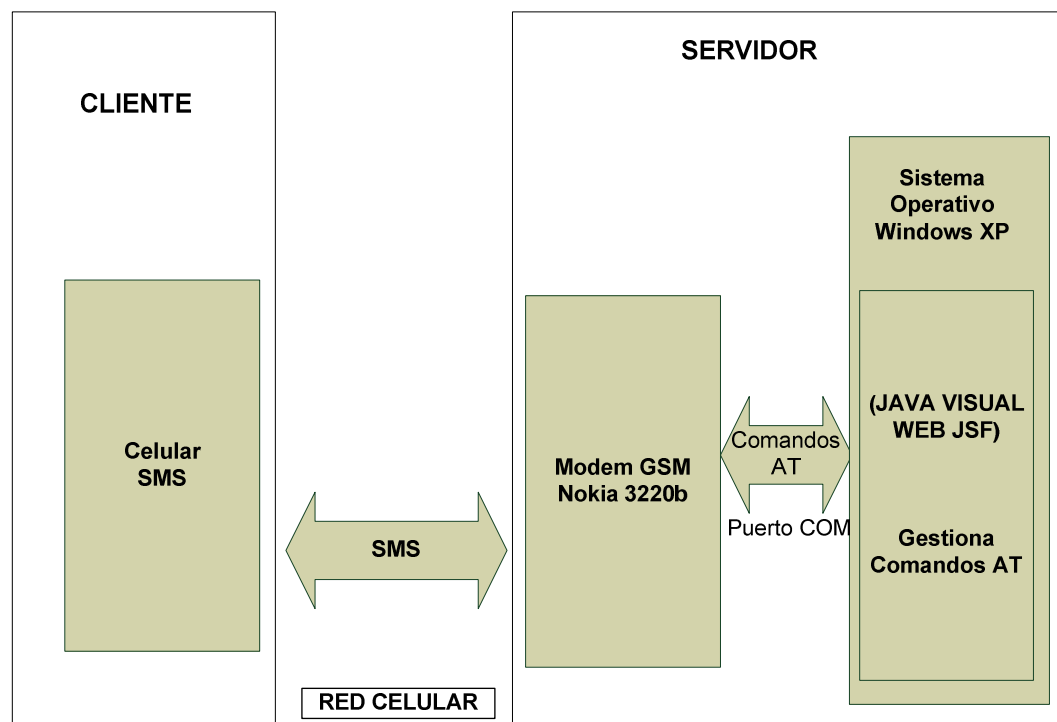 CLIENTE
Celular
SMS
SMS
RED CELULAR
SERVIDOR
Modem GSM
Nokia 3220b
Comandos
AT
Puerto COM
Sistema
Operativo
Windows XP
(JAVA VISUAL
WEB JSF)
Gestiona
Comandos AT